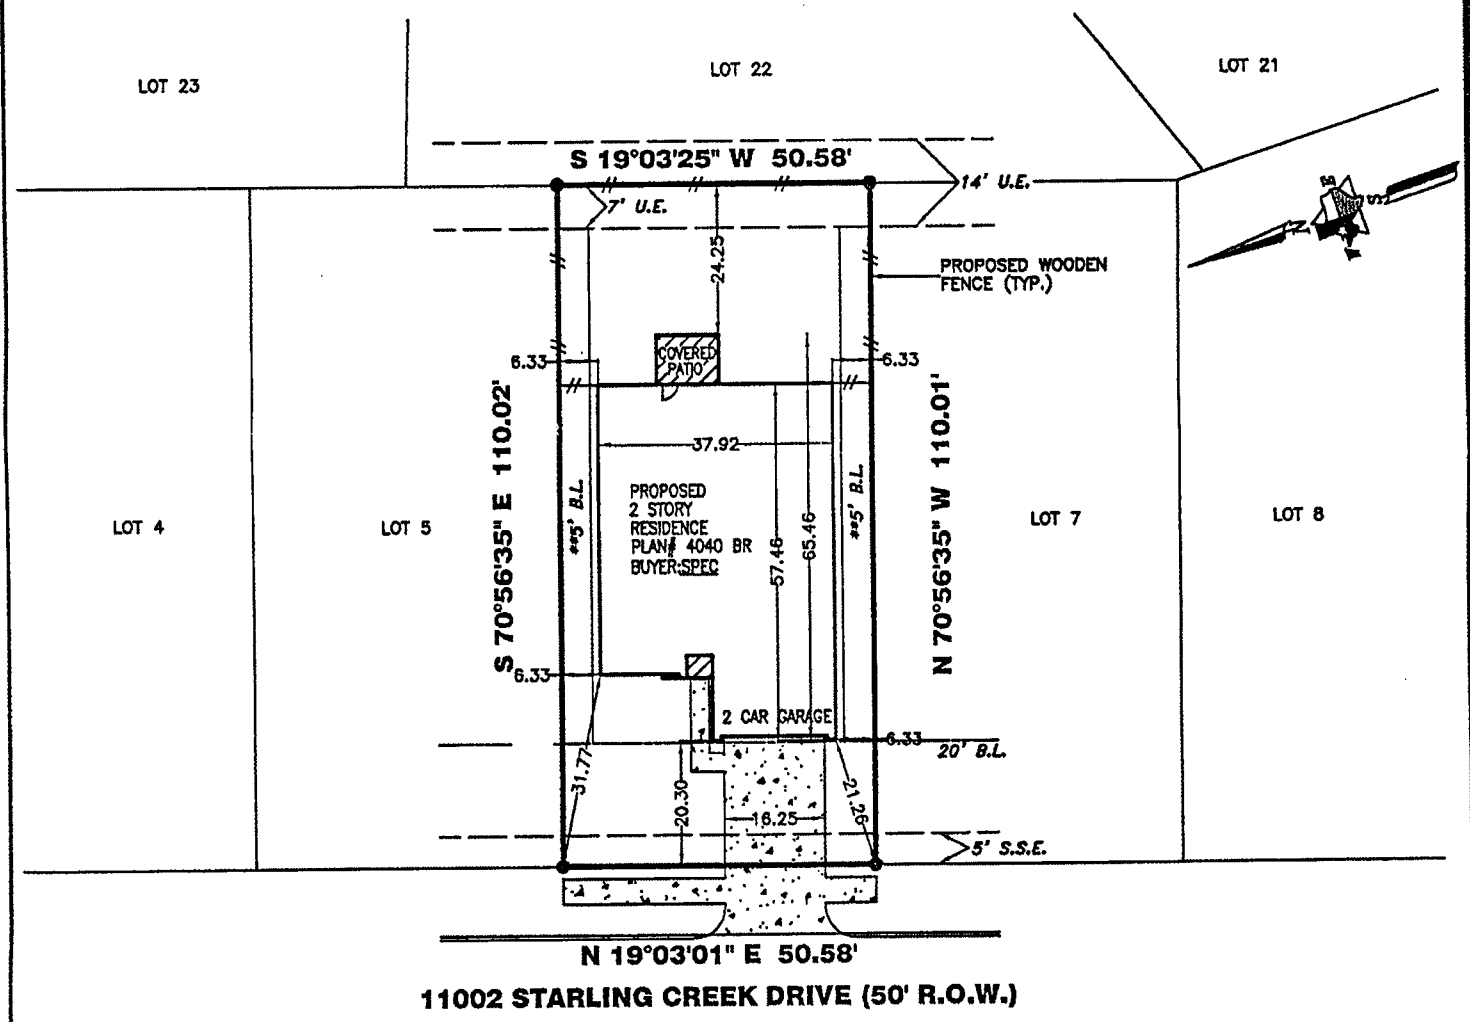 LOT 23
LOT 22
LOT 21
S 19°03'25" W 50.58'
14' U.E.
7' U.E.
24.25
PROPOSED WOODEN
FENCE (TYP.)
N
S
E
W
6.33
COVERED
PATIO
6.33
S 70°56'35" E 110.02'
37.92
N 70°56'35" W 110.01'
**5' B.L.
**5' B.L.
LOT 4
LOT 5
PROPOSED
2 STORY
RESIDENCE
PLAN# 4040 BR
BUYER:SPEC
57.46
65.46
LOT 7
LOT 8
6.33
2 CAR GARAGE
6.33
20' B.L.
31.77
20.30
16.25
21.26
5' S.S.E.
N 19°03'01" E 50.58'
11002 STARLING CREEK DRIVE (50' R.O.W.)